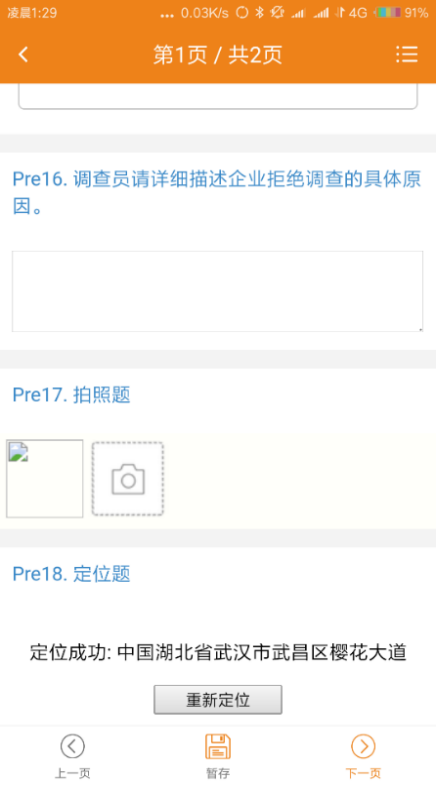 凌晨1:29 ... 0.03K/s 4G 91%
第1页 / 共2页
Pre16. 调查员请详细描述企业拒绝调查的具体原
因。
Pre17. 拍照题
Pre18. 定位题
定位成功: 中国湖北省武汉市武昌区樱花大道
重新定位
上一页 暂存 下一页